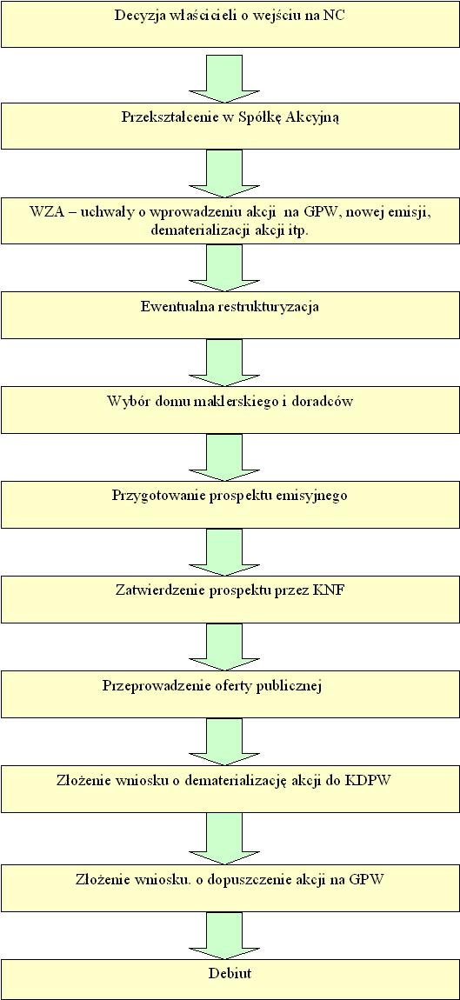 Decyzja właścicieli o wejściu na NC
Przekształcenie w Spółkę Akcyjną
WZA – uchwały o wprowadzeniu akcji na GPW, nowej emisji,
dematerializacji akcji itp.
Ewentualna restrukturyzacja
Wybór domu maklerskiego i doradców
Przygotowanie prospektu emisyjnego
Zatwierdzenie prospektu przez KNF
Przeprowadzenie oferty publicznej
Złożenie wniosku o dematerializację akcji do KDPW
Złożenie wniosku. o dopuszczenie akcji na GPW
Debiut